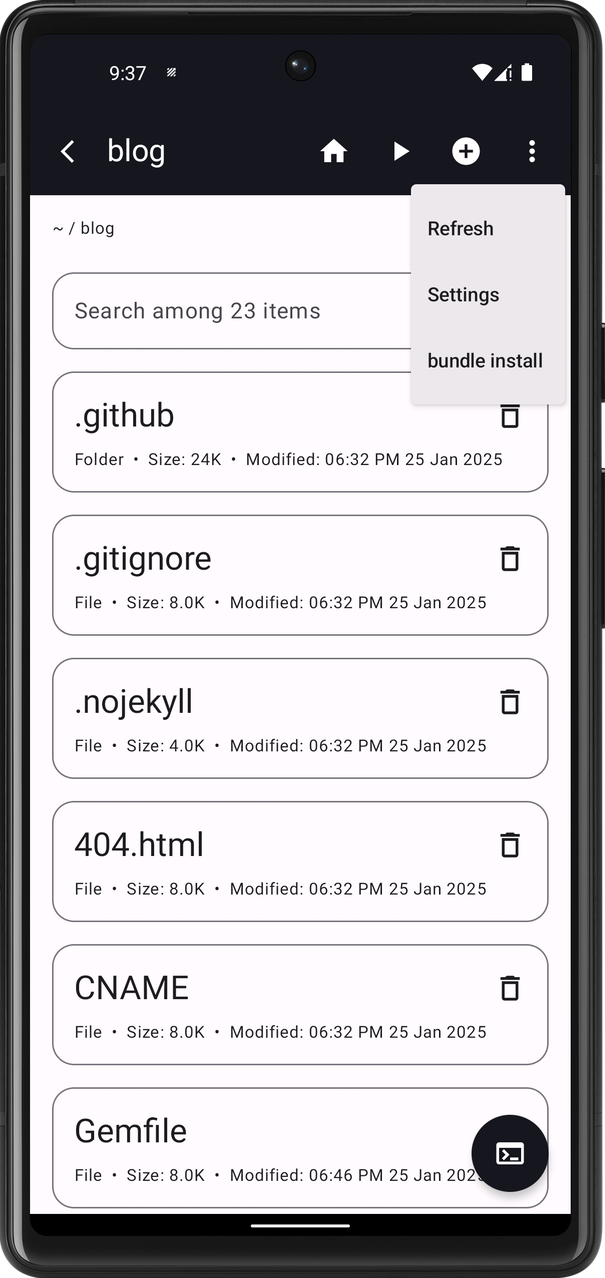 9:37
blog
~ / blog
Refresh
Settings
bundle install
Search among 23 items
.github
Folder • Size: 24K • Modified: 06:32 PM 25 Jan 2025
.gitignore
File • Size: 8.0K • Modified: 06:32 PM 25 Jan 2025
.nojekyll
File • Size: 4.0K • Modified: 06:32 PM 25 Jan 2025
404.html
File • Size: 8.0K • Modified: 06:32 PM 25 Jan 2025
CNAME
File • Size: 8.0K • Modified: 06:32 PM 25 Jan 2025
Gemfile
File • Size: 8.0K • Modified: 06:46 PM 25 Jan 2025